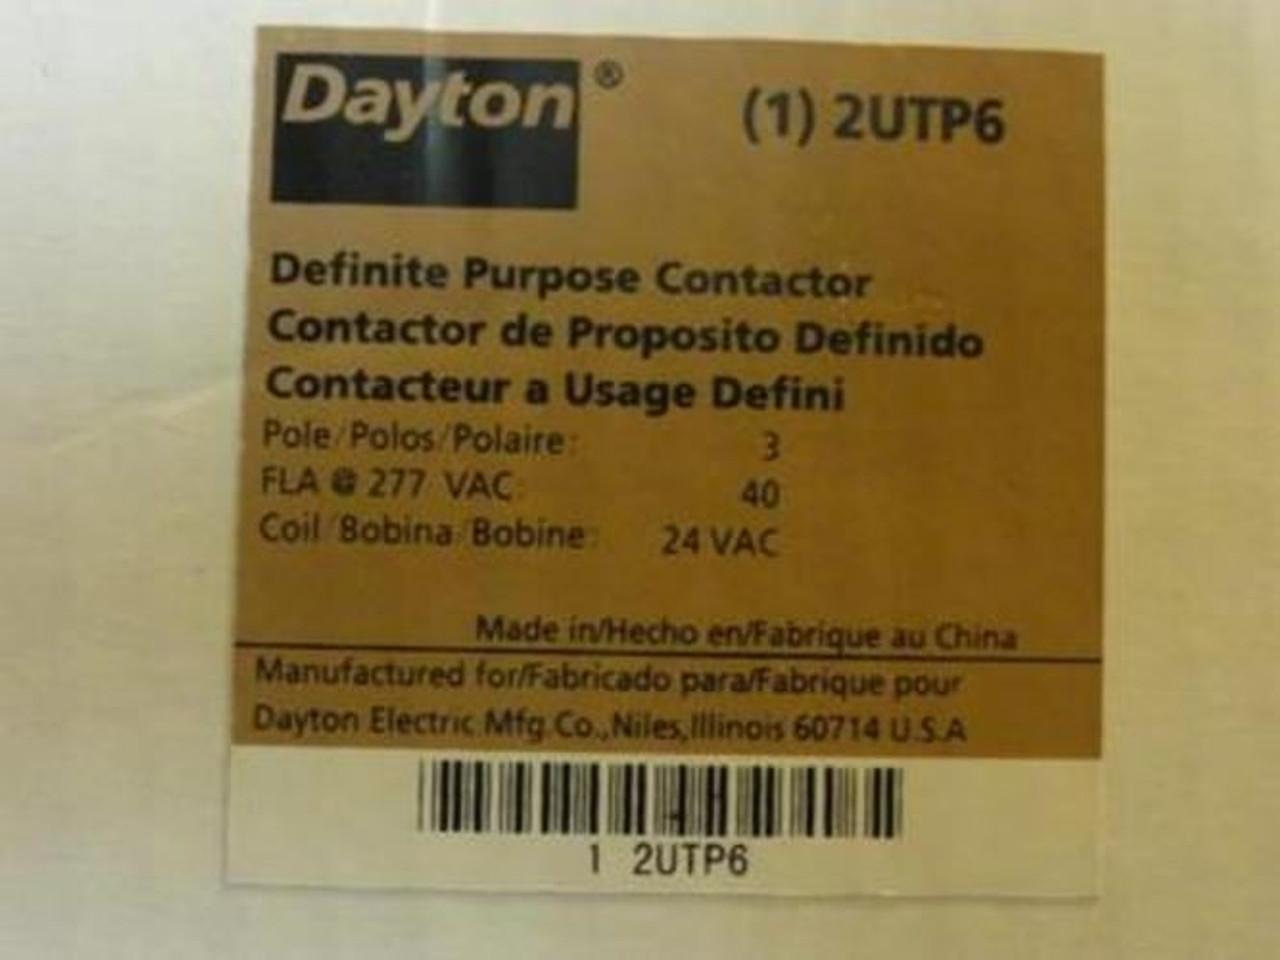 Dayton®
(1) 2UTP6
Definite Purpose Contactor
Contactor de Proposito Definido
Contacteur a Usage Defini
Pole/Polos/Polaire: 3
FLA @ 277 VAC 40
Coil/Bobina/Bobine: 24 VAC
Made in/Hecho en/Fabrique au China
Manufactured for/Fabricado para/Fabrique pour
Dayton Electric Mfg.Co.,Niles,Illinois 60714 U.S.A
1 2UTP6